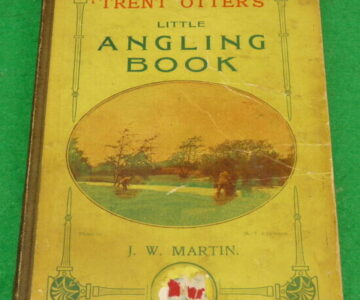 "TRENT OTTER'S
LITTLE
ANGLING
BOOK
J. W. MARTIN.